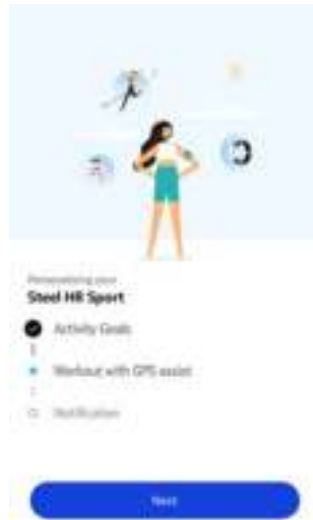 Personalizing your
Steel HR Sport
Activity Goals
Workout with GPS assist
Notification
Next